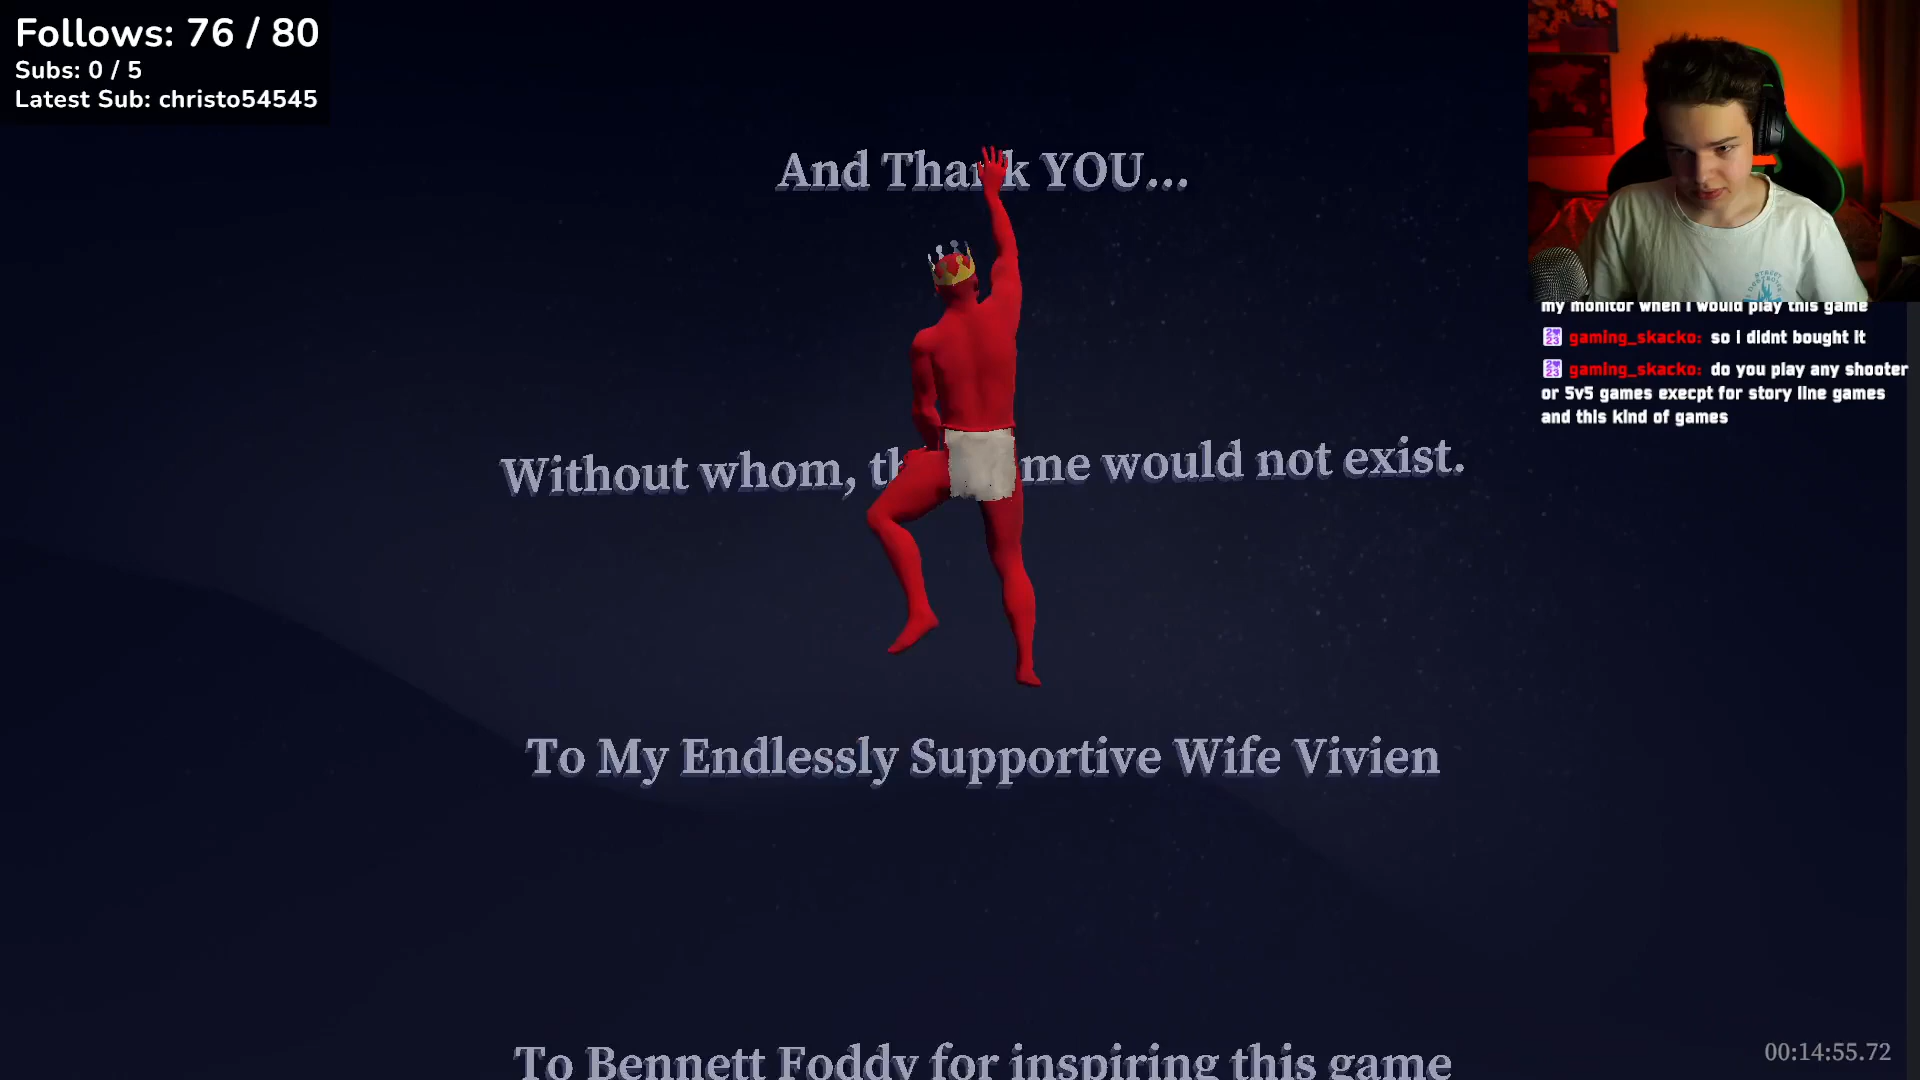 Follows: 76 / 80
Subs: 0 / 5
Latest Sub: christo54545
And Thank YOU...
Without whom, th me would not exist.
To My Endlessly Supportive Wife Vivien
To Bennett Foddy for inspiring this game
my monitor when I would play this game
gaming_skacko: so I didnt bought it
gaming_skacko: do you play any shooter
or 5v5 games execpt for story line games
and this kind of games
00:14:55.72